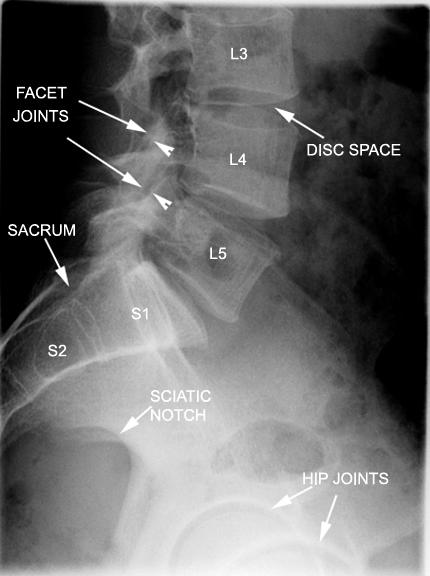 L3
FACET
JOINTS
DISC SPACE
L4
SACRUM
L5
S1
S2
SCIATIC
NOTCH
HIP JOINTS